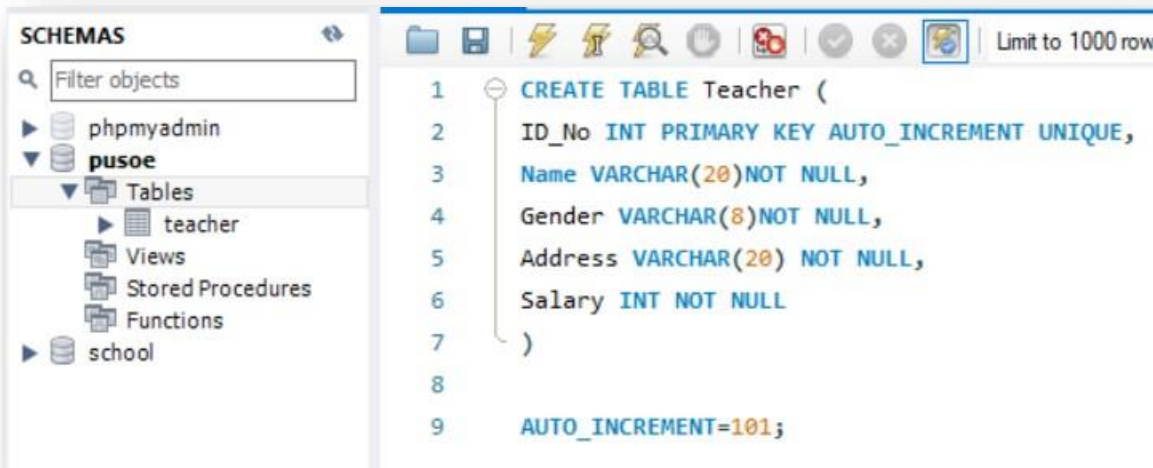 SCHEMAS
Filter objects
phpmyadmin
pusoe
Tables
teacher
Views
Stored Procedures
Functions
school
Limit to 1000 row
1 CREATE TABLE Teacher (
2 ID_No INT PRIMARY KEY AUTO_INCREMENT UNIQUE,
3 Name VARCHAR(20)NOT NULL,
4 Gender VARCHAR(8)NOT NULL,
5 Address VARCHAR(20) NOT NULL,
6 Salary INT NOT NULL
7 )
8
9 AUTO_INCREMENT=101;